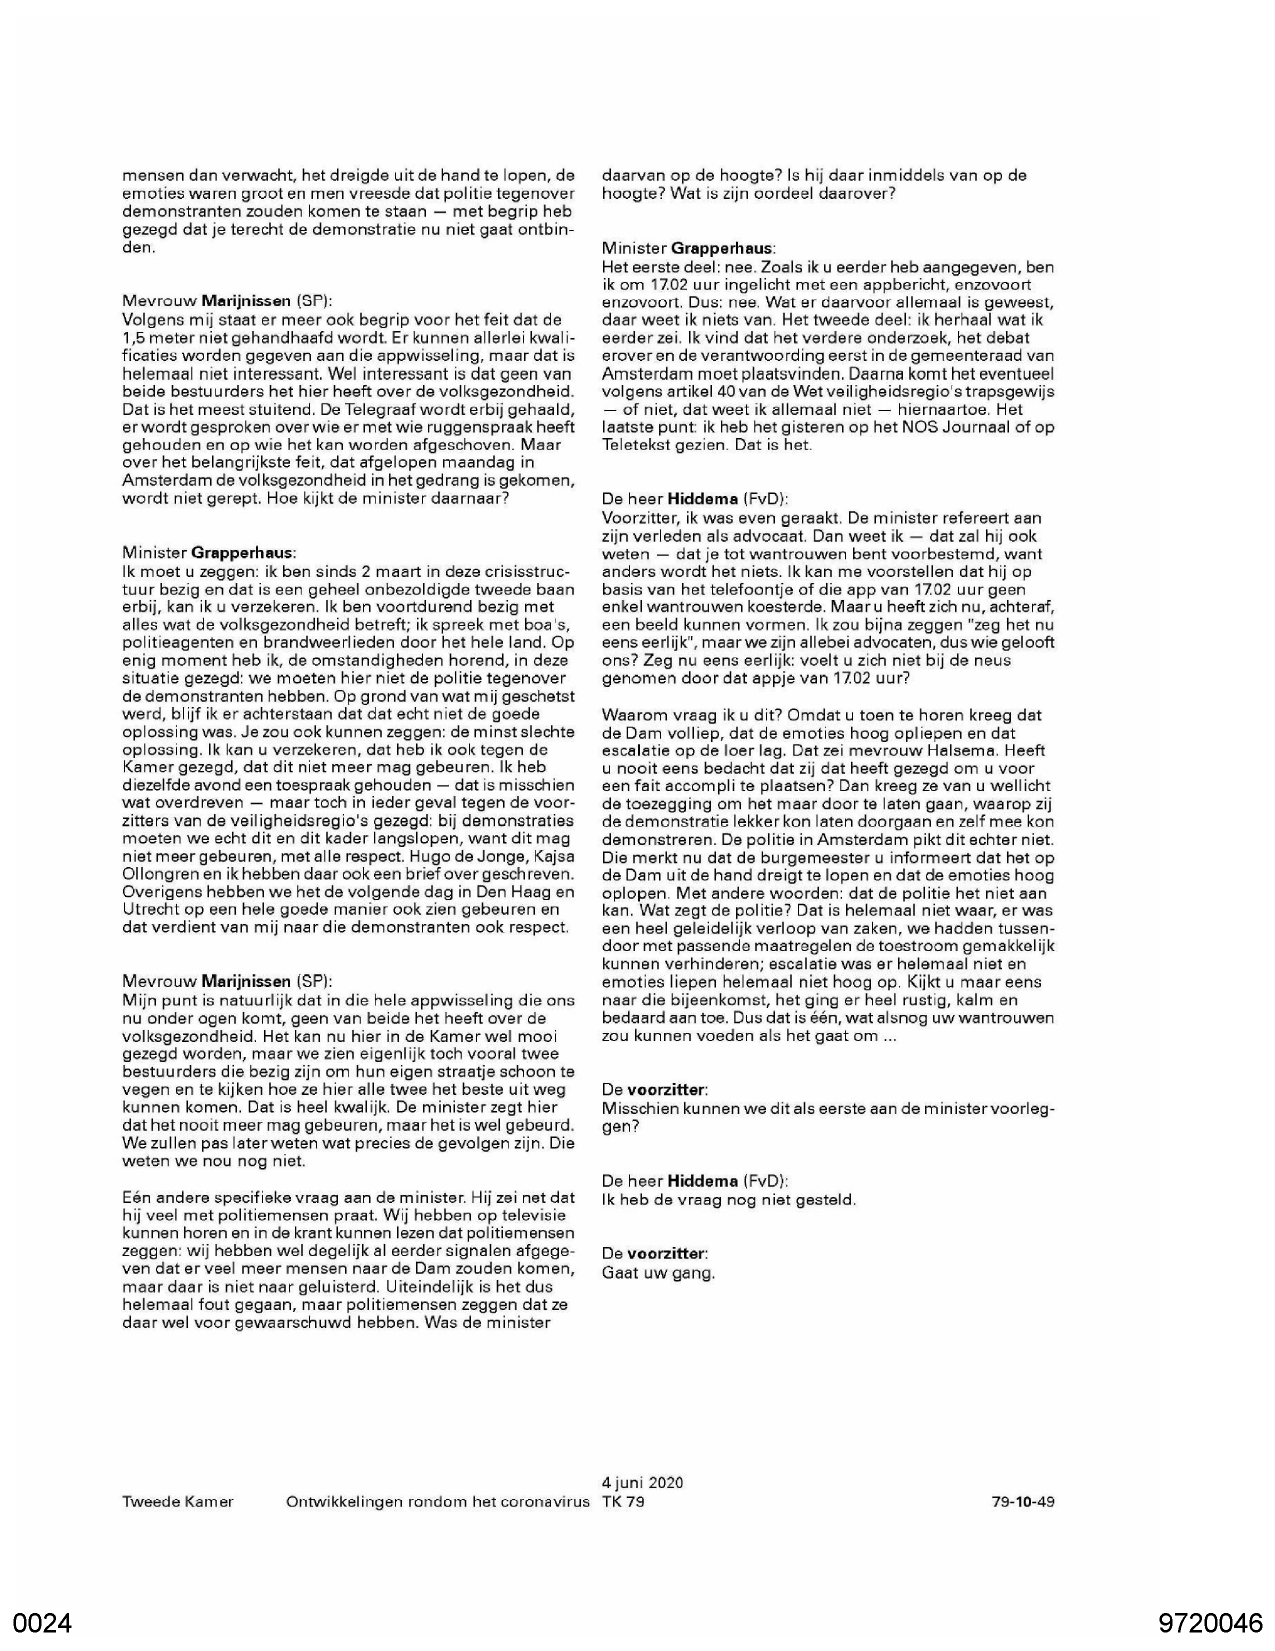 mensen dan verwacht, het dreigde uit de hand te lopen, de
emoties waren groot en men vreesde dat politie tegenover
demonstranten zouden komen te staan — met begrip heb
gezegd dat je terecht de demonstratie nu niet gaat ontbin-
den.
Mevrouw Marijnissen (SP):
Volgens mij staat er meer ook begrip voor het feit dat de
1,5 meter niet gehandhaafd wordt. Er kunnen allerlei kwali-
ficaties worden gegeven aan die appwisseling, maar dat is
helemaal niet interessant. Wel interessant is dat geen van
beide bestuurders het hier heeft over de volksgezondheid.
Dat is het meest stuitend. De Telegraaf wordt erbij gehaald,
er wordt gesproken over wie er met wie ruggenspraak heeft
gehouden en op wie het kan worden afgeschoven. Maar
over het belangrijkste feit, dat afgelopen maandag in
Amsterdam de volksgezondheid in het gedrang is gekomen,
wordt niet gerept. Hoe kijkt de minister daarnaar?
Minister Grapperhaus:
Ik moet u zeggen: ik ben sinds 2 maart in deze crisisstruc-
tuur bezig en dat is een geheel onbezoldigde tweede baan
erbij, kan ik u verzekeren. Ik ben voortdurend bezig met
alles wat de volksgezondheid betreft; ik spreek met boa's,
politieagenten en brandweerlieden door het hele land. Op
enig moment heb ik, de omstandigheden horend, in deze
situatie gezegd: we moeten hier niet de politie tegenover
de demonstranten hebben. Op grond van wat mij geschetst
werd, blijf ik er achterstaan dat dat echt niet de goede
oplossing was. Je zou ook kunnen zeggen: de minst slechte
oplossing. Ik kan u verzekeren, dat heb ik ook tegen de
Kamer gezegd, dat dit niet meer mag gebeuren. Ik heb
diezelfde avond een toespraak gehouden — dat is misschien
wat overdreven — maar toch in ieder geval tegen de voor-
zitters van de veiligheidsregio's gezegd: bij demonstraties
moeten we echt dit en dit kader langslopen, want dit mag
niet meer gebeuren, met alle respect. Hugo de Jonge, Kajsa
Ollongren en ik hebben daar ook een brief over geschreven.
Overigens hebben we het de volgende dag in Den Haag en
Utrecht op een hele goede manier ook zien gebeuren en
dat verdient van mij naar die demonstranten ook respect.
Mevrouw Marijnissen (SP):
Mijn punt is natuurlijk dat in die hele appwisseling die ons
nu onder ogen komt, geen van beide het heeft over de
volksgezondheid. Het kan nu hier in de Kamer wel mooi
gezegd worden, maar we zien eigenlijk toch vooral twee
bestuurders die bezig zijn om hun eigen straatje schoon te
vegen en te kijken hoe ze hier alle twee het beste uit weg
kunnen komen. Dat is heel kwalijk. De minister zegt hier
dat het nooit meer mag gebeuren, maar het is wel gebeurd.
We zullen pas later weten wat precies de gevolgen zijn. Die
weten we nou nog niet.
Eén andere specifieke vraag aan de minister. Hij zei net dat
hij veel met politiemensen praat. Wij hebben op televisie
kunnen horen en in de krant kunnen lezen dat politiemensen
zeggen: wij hebben wel degelijk al eerder signalen afgege-
ven dat er veel meer mensen naar de Dam zouden komen,
maar daar is niet naar geluisterd. Uiteindelijk is het dus
helemaal fout gegaan, maar politiemensen zeggen dat ze
daar wel voor gewaarschuwd hebben. Was de minister
daarvan op de hoogte? Is hij daar inmiddels van op de
hoogte? Wat is zijn oordeel daarover?
Minister Grapperhaus:
Het eerste deel: nee. Zoals ik u eerder heb aangegeven, ben
ik om 17.02 uur ingelicht met een appbericht, enzovoort
enzovoort. Dus: nee. Wat er daarvoor allemaal is geweest,
daar weet ik niets van. Het tweede deel: ik herhaal wat ik
eerder zei. Ik vind dat het verdere onderzoek, het debat
erover en de verantwoording eerst in de gemeenteraad van
Amsterdam moet plaatsvinden. Daarna komt het eventueel
volgens artikel 40 van de Wet veiligheidsregio's trapsgewijs
— of niet, dat weet ik allemaal niet — hiernaartoe. Het
laatste punt: ik heb het gisteren op het NOS Journaal of op
Teletekst gezien. Dat is het.
De heer Hiddema (FvD):
Voorzitter, ik was even geraakt. De minister refereert aan
zijn verleden als advocaat. Dan weet ik — dat zal hij ook
weten — dat je tot wantrouwen bent voorbestemd, want
anders wordt het niets. Ik kan me voorstellen dat hij op
basis van het telefoontje of die app van 17.02 uur geen
enkel wantrouwen koesterde. Maar u heeft zich nu, achteraf,
een beeld kunnen vormen. Ik zou bijna zeggen "zeg het nu
eens eerlijk", maar we zijn allebei advocaten, dus wie gelooft
ons? Zeg nu eens eerlijk: voelt u zich niet bij de neus
genomen door dat appje van 17.02 uur?
Waarom vraag ik u dit? Omdat u toen te horen kreeg dat
de Dam volliep, dat de emoties hoog opliepen en dat
escalatie op de loer lag. Dat zei mevrouw Halsema. Heeft
u nooit eens bedacht dat zij dat heeft gezegd om u voor
een fait accompli te plaatsen? Dan kreeg ze van u wellicht
de toezegging om het maar door te laten gaan, waarop zij
de demonstratie lekker kon laten doorgaan en zelf mee kon
demonstreren. De politie in Amsterdam pikt dit echter niet.
Die merkt nu dat de burgemeester u informeert dat het op
de Dam uit de hand dreigt te lopen en dat de emoties hoog
oplopen. Met andere woorden: dat de politie het niet aan
kan. Wat zegt de politie? Dat is helemaal niet waar, er was
een heel geleidelijk verloop van zaken, we hadden tussen-
door met passende maatregelen de toestroom gemakkelijk
kunnen verhinderen; escalatie was er helemaal niet en
emoties liepen helemaal niet hoog op. Kijkt u maar eens
naar die bijeenkomst, het ging er heel rustig, kalm en
bedaard aan toe. Dus dat is één, wat alsnog uw wantrouwen
zou kunnen voeden als het gaat om ...
De voorzitter:
Misschien kunnen we dit als eerste aan de minister voorleg-
gen?
De heer Hiddema (FvD):
Ik heb de vraag nog niet gesteld.
De voorzitter:
Gaat uw gang.
4 juni 2020
Tweede Kamer Ontwikkelingen rondom het coronavirus TK 79 79-10-49
0024 9720046